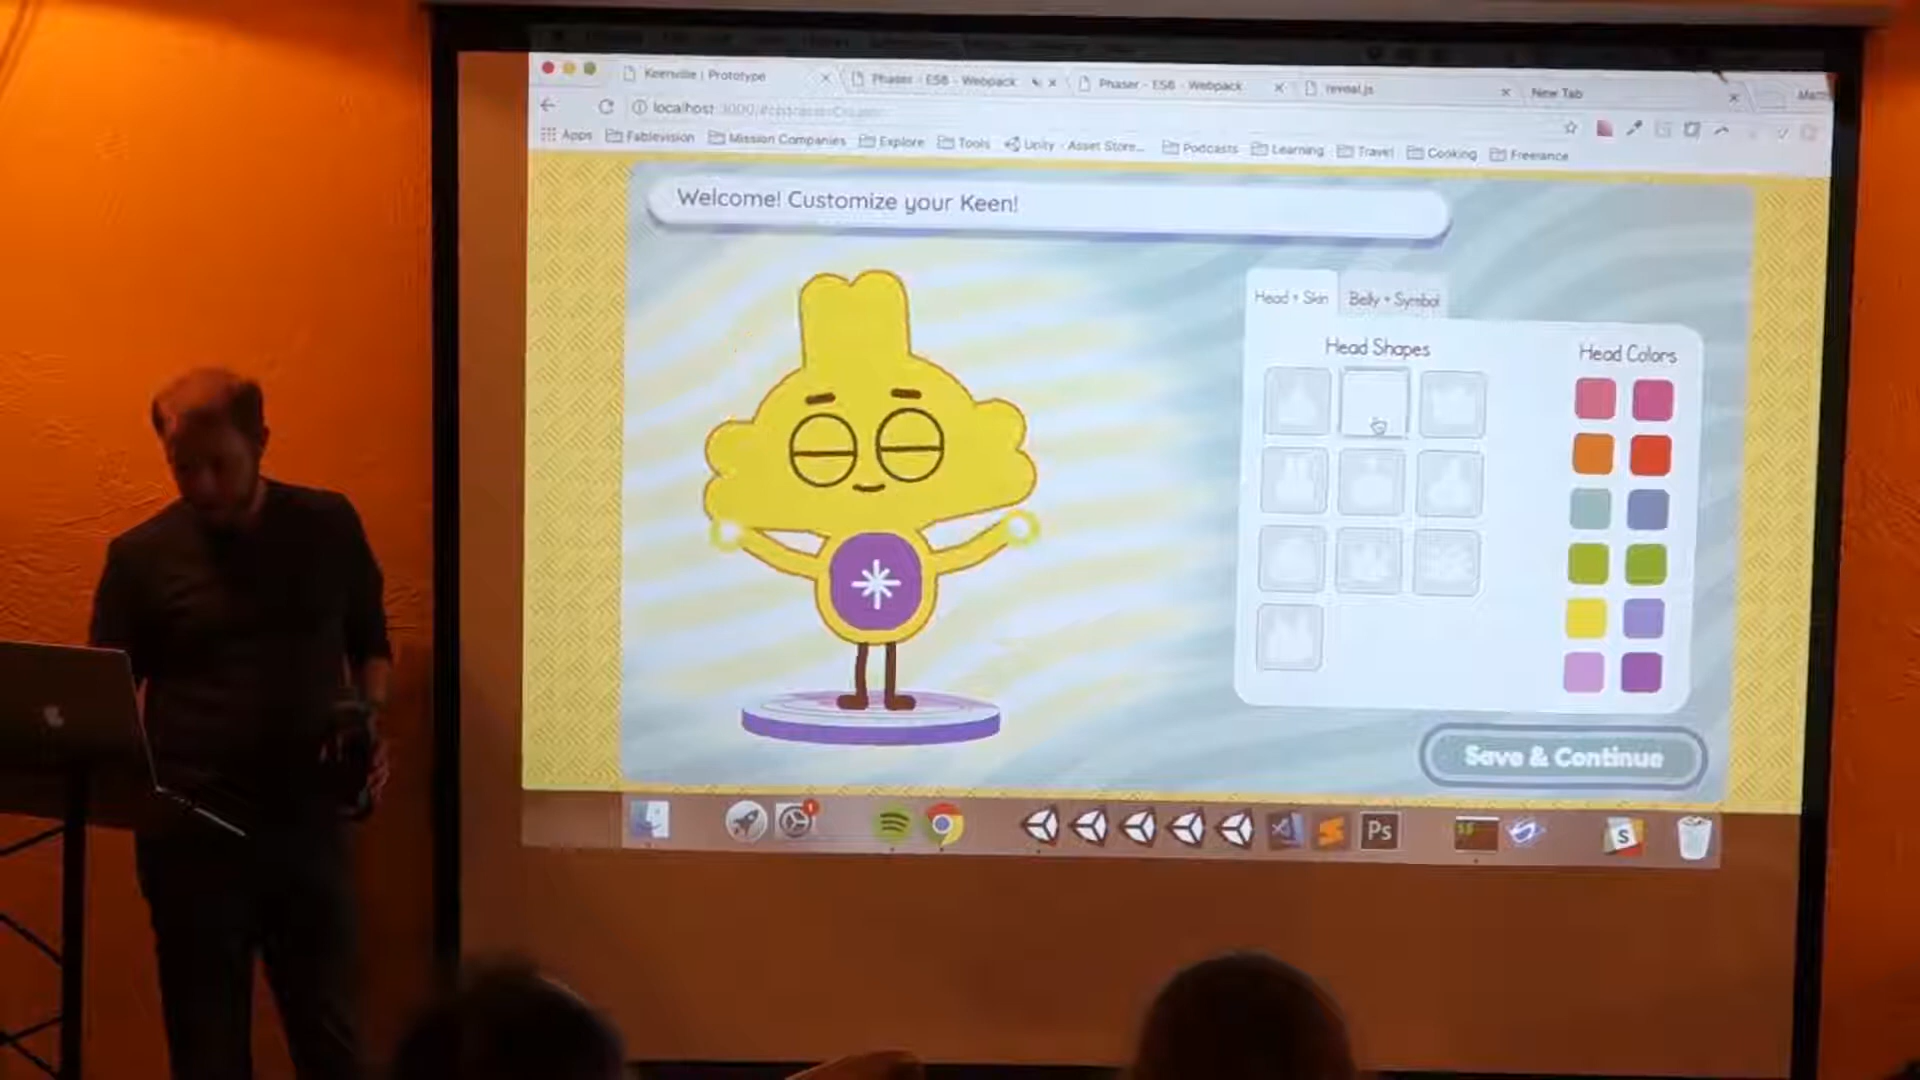 Keenville | Prototype
Phaser - ES6 - Webpack
Phaser - ES6 - Webpack
reveal.js
New Tab
localhost:3000/
Apps Fablevision Mission Companies Explore Tools Unity - Asset Store... Podcasts Learning Travel Cooking Freelance
Welcome! Customize your Keen!
Head + Skin Belly + Symbol
Head Shapes
Head Colors
Save & Continue
1
Ps
S